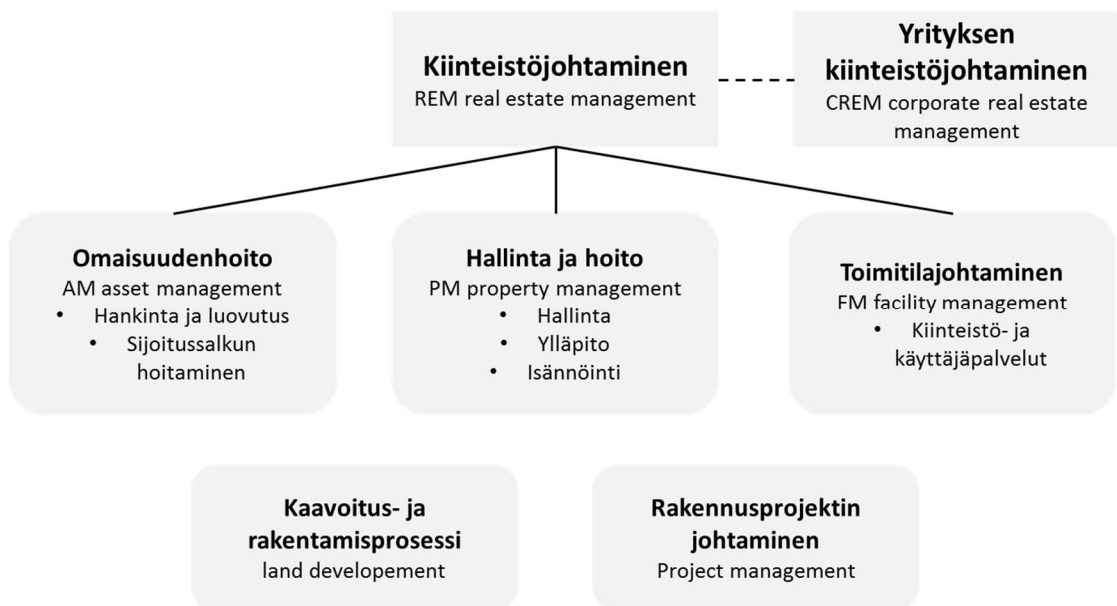 Kiinteistöjohtaminen
REM real estate management
Yrityksen
kiinteistöjohtaminen
CREM corporate real estate
management
Omaisuudenhoito
AM asset management
• Hankinta ja luovutus
• Sijoitussalkun
hoitaminen
Hallinta ja hoito
PM property management
• Hallinta
• Ylläpito
• Isännöinti
Toimitilajohtaminen
FM facility management
• Kiinteistö- ja
käyttäjäpalvelut
Kaavoitus- ja
rakentamisprosessi
land developement
Rakennusprojektin
johtaminen
Project management